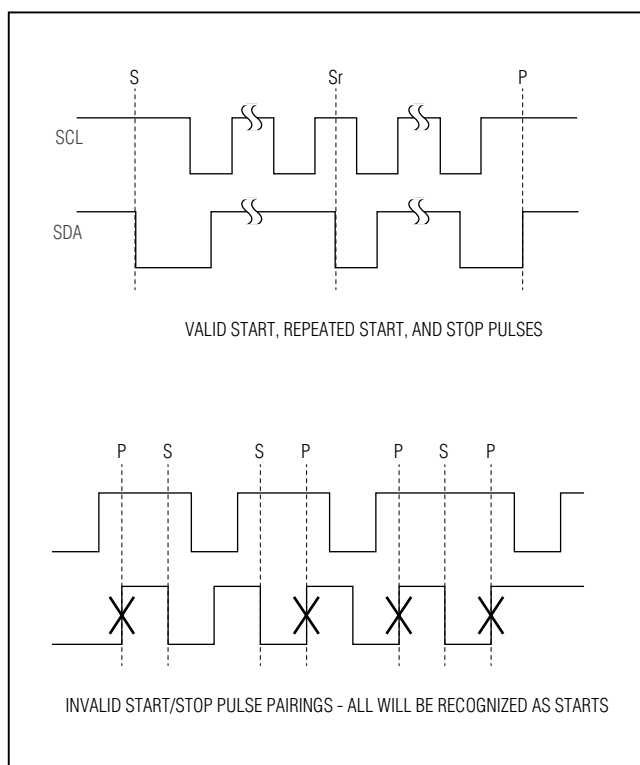 S Sr P
SCL
SDA
VALID START, REPEATED START, AND STOP PULSES
P S S P P S P
INVALID START/STOP PULSE PAIRINGS - ALL WILL BE RECOGNIZED AS STARTS